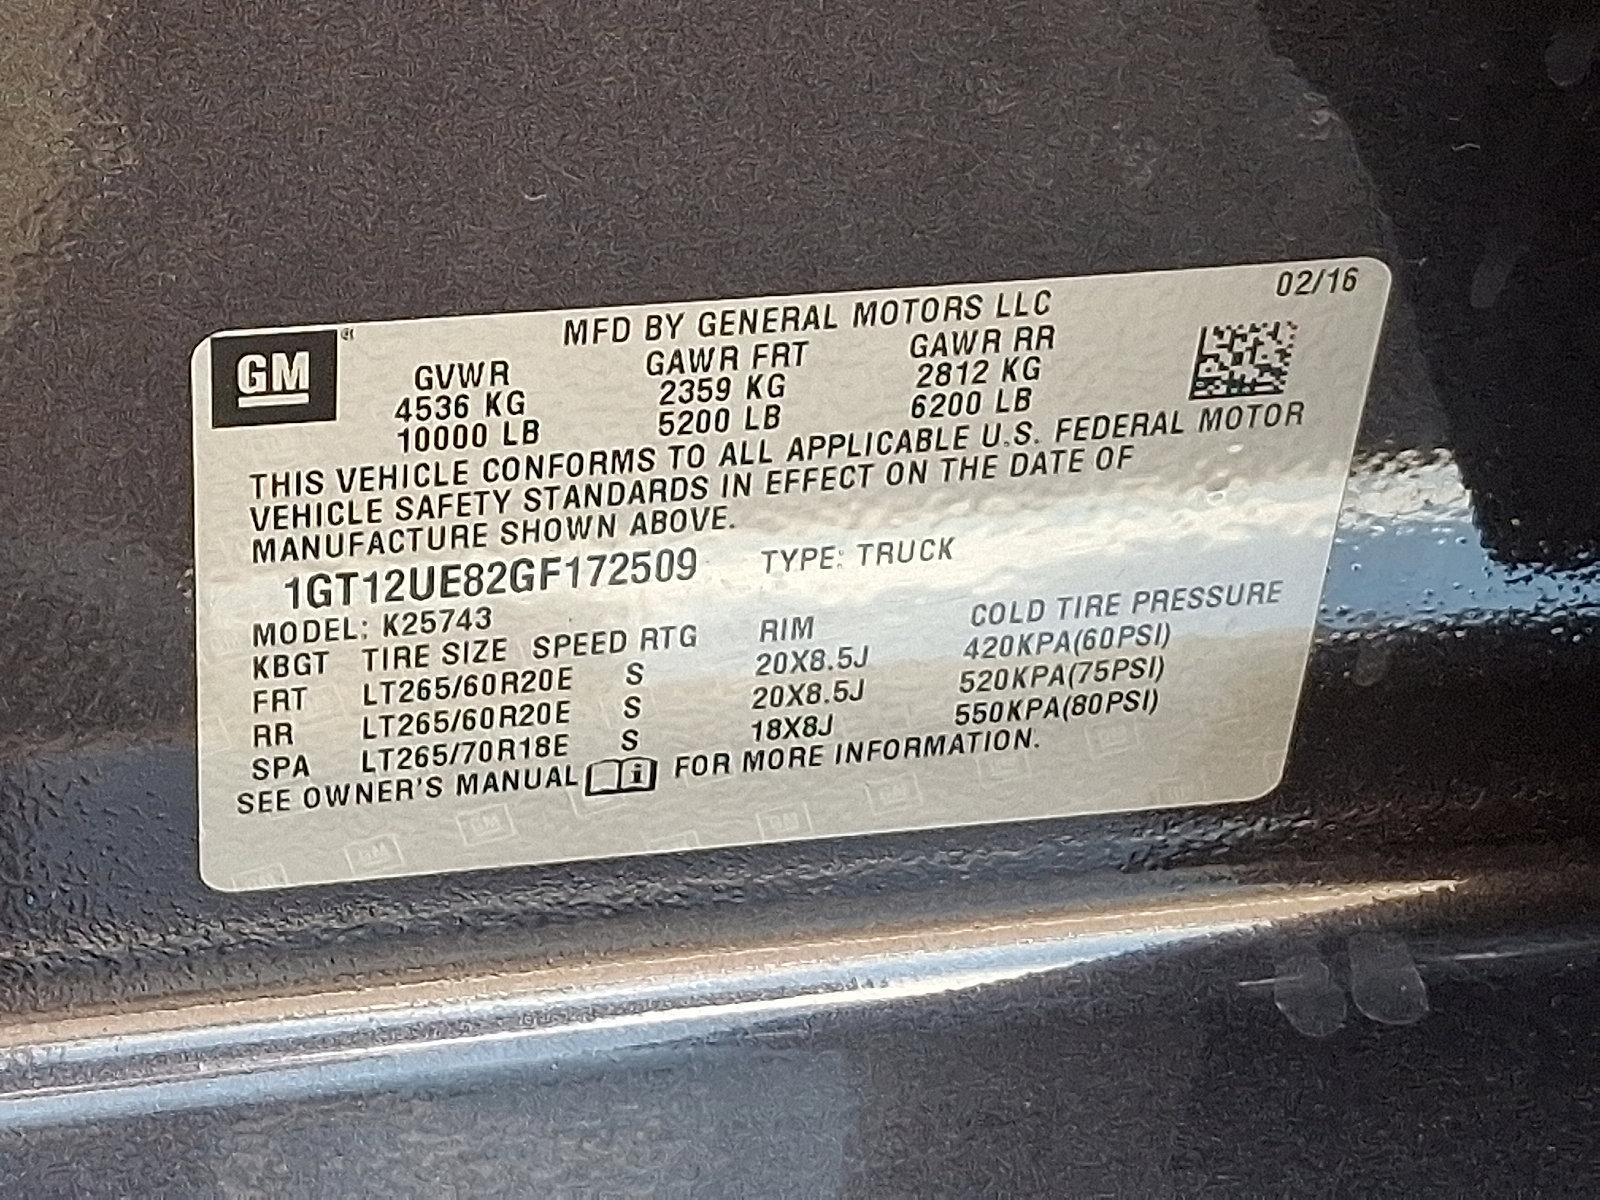 02/16
MFD BY GENERAL MOTORS LLC
GM ®
GVWR GAWR FRT GAWR RR
4536 KG 2359 KG 2812 KG
10000 LB 5200 LB 6200 LB
THIS VEHICLE CONFORMS TO ALL APPLICABLE U.S. FEDERAL MOTOR
VEHICLE SAFETY STANDARDS IN EFFECT ON THE DATE OF
MANUFACTURE SHOWN ABOVE.
1GT12UE82GF172509 TYPE: TRUCK
MODEL: K25743
KBGT TIRE SIZE SPEED RTG RIM COLD TIRE PRESSURE
FRT LT265/60R20E S 20X8.5J 420KPA(60PSI)
RR LT265/60R20E S 20X8.5J 520KPA(75PSI)
SPA LT265/70R18E S 18X8J 550KPA(80PSI)
SEE OWNER'S MANUAL i FOR MORE INFORMATION.